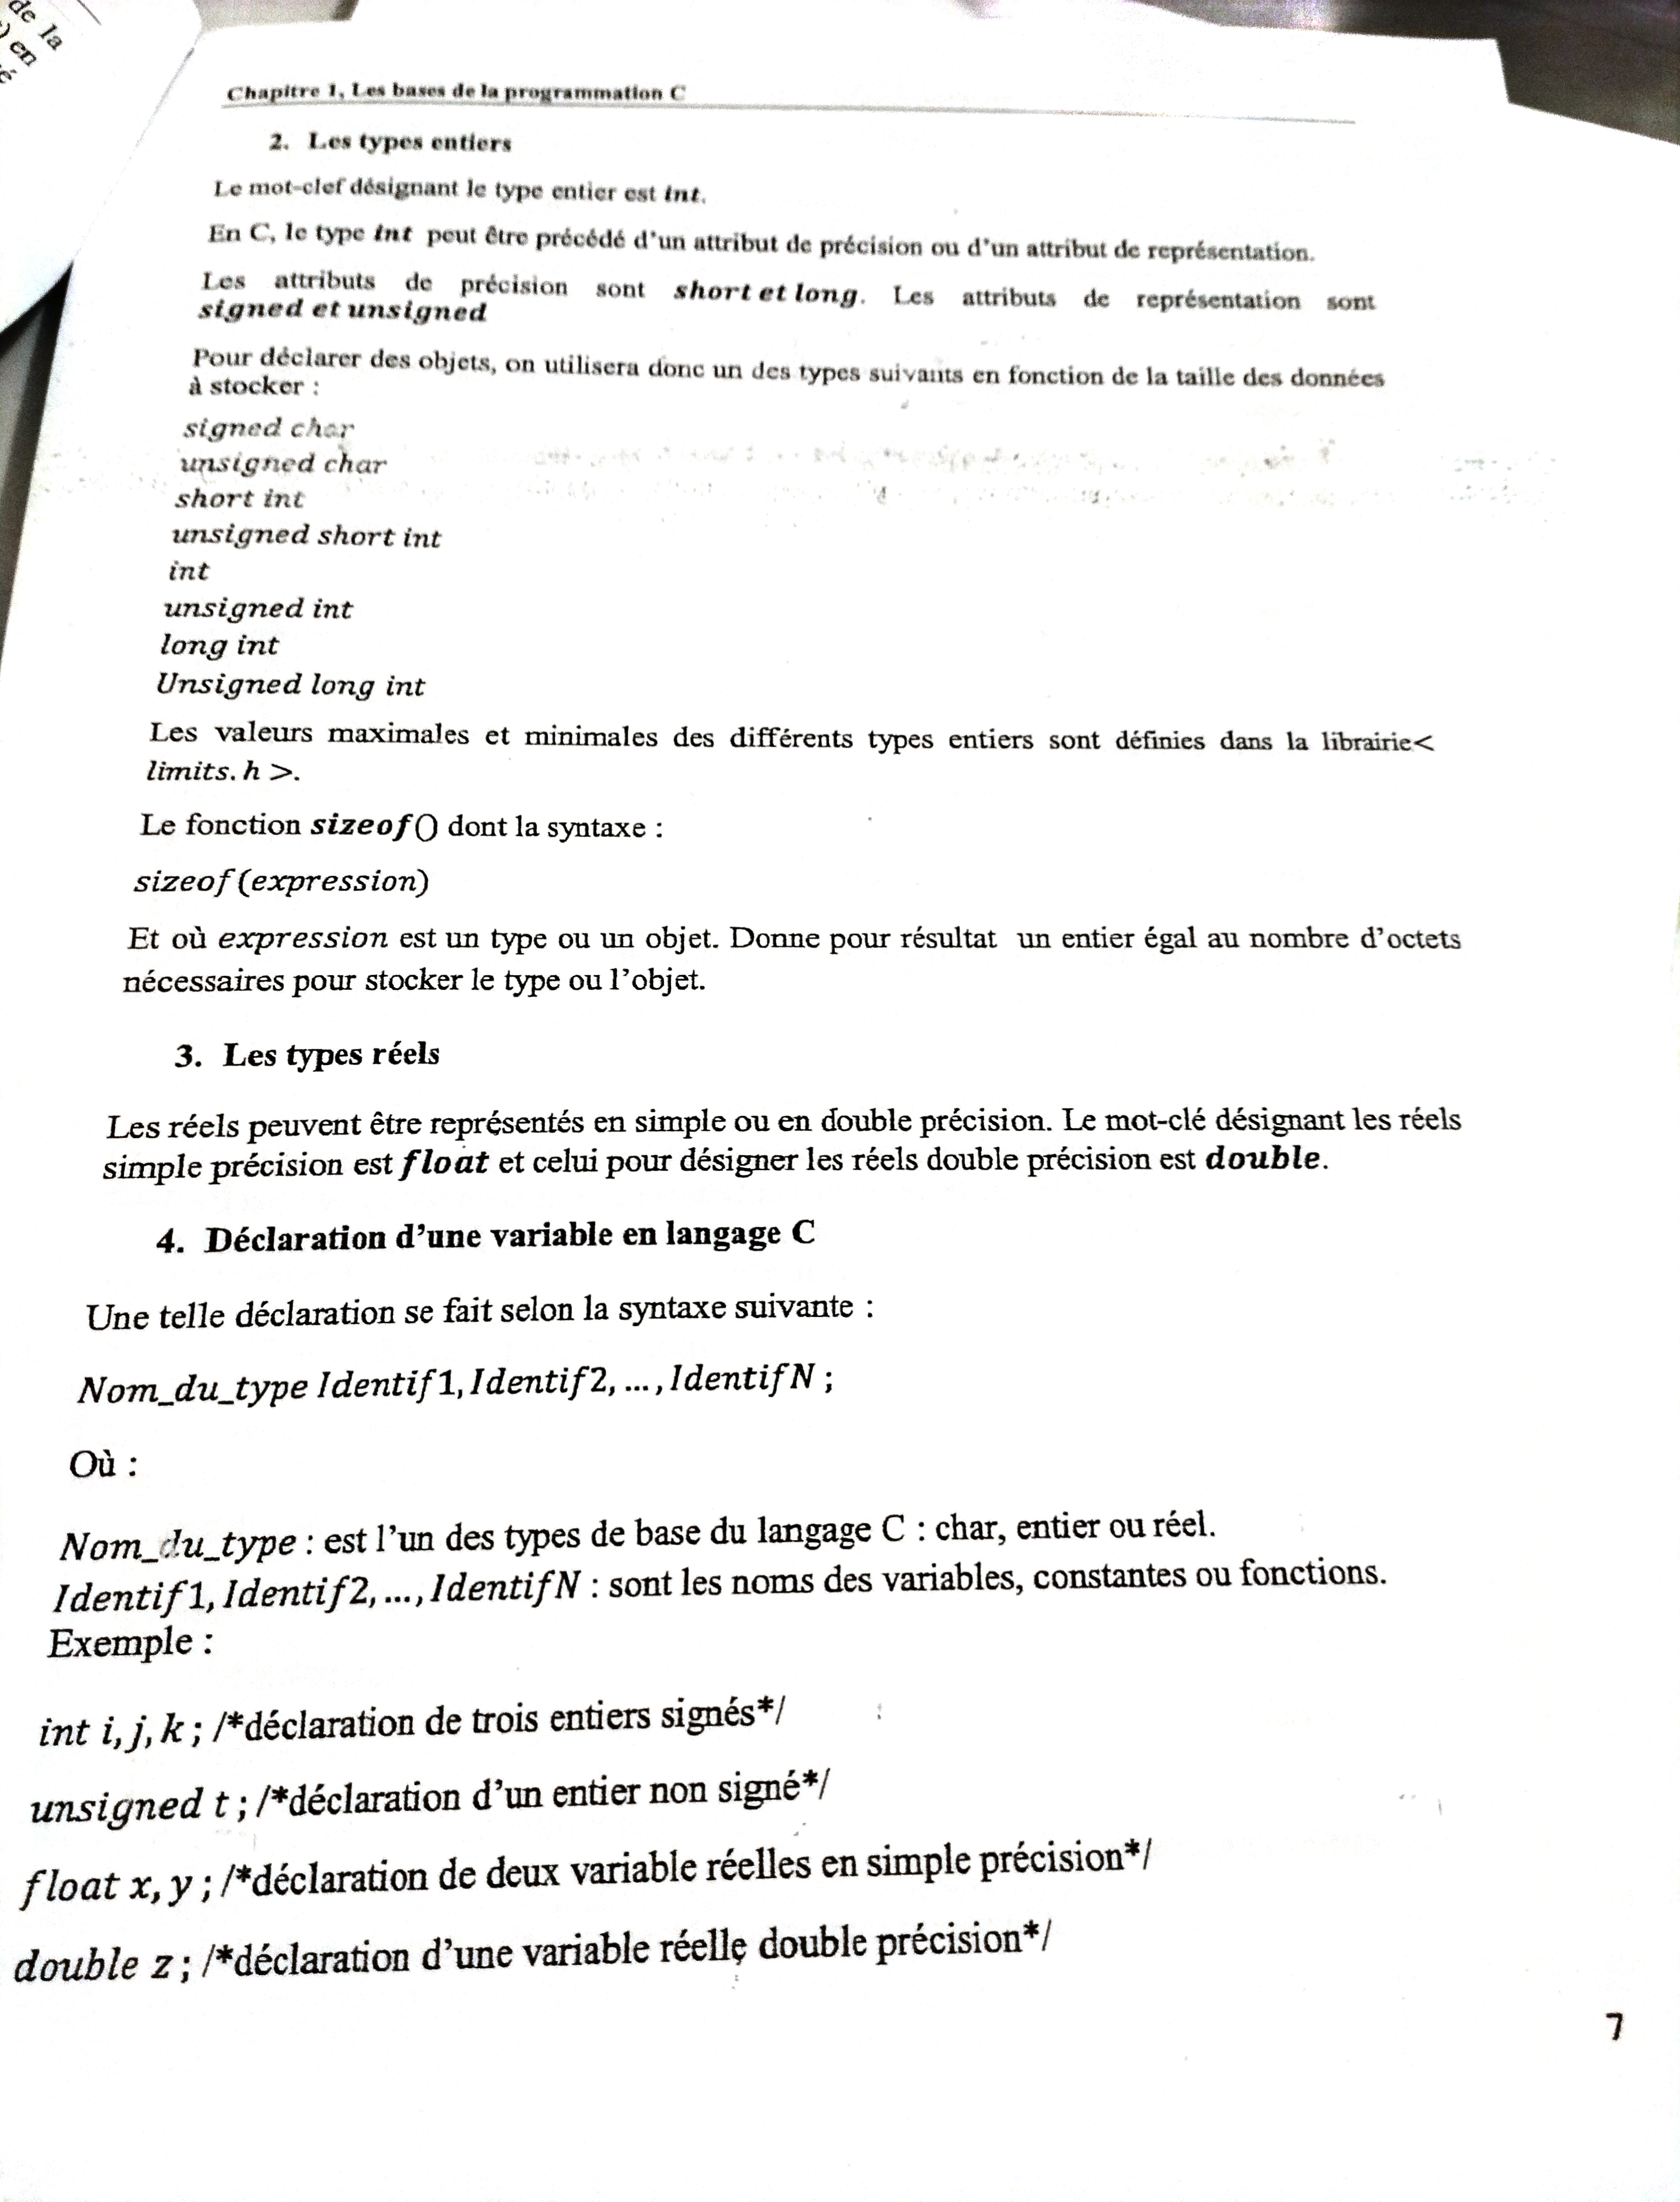 de la
) en
é
Chapitre 1, Les bases de la programmation C
2. Les types entiers
Le mot-clef désignant le type entier est int.
En C, le type int peut être précédé d'un attribut de précision ou d'un attribut de représentation.
Les attributs de précision sont short et long. Les attributs de représentation sont
signed et unsigned
Pour déclarer des objets, on utilisera donc un des types suivants en fonction de la taille des données
à stocker :
signed char
unsigned char
short int
unsigned short int
int
unsigned int
long int
Unsigned long int
Les valeurs maximales et minimales des différents types entiers sont définies dans la librairie<
limits.h >.
Le fonction sizeof() dont la syntaxe :
sizeof(expression)
Et où expression est un type ou un objet. Donne pour résultat un entier égal au nombre d'octets
nécessaires pour stocker le type ou l'objet.
3. Les types réels
Les réels peuvent être représentés en simple ou en double précision. Le mot-clé désignant les réels
simple précision est float et celui pour désigner les réels double précision est double.
4. Déclaration d'une variable en langage C
Une telle déclaration se fait selon la syntaxe suivante :
Nom_du_type Identif1, Identif2, ..., IdentifN ;
Où :
Nom_du_type : est l'un des types de base du langage C : char, entier ou réel.
Identif1, Identif2, ..., IdentifN : sont les noms des variables, constantes ou fonctions.
Exemple :
int i, j, k ; /*déclaration de trois entiers signés*/
unsigned t ; /*déclaration d'un entier non signé*/
float x, y ; /*déclaration de deux variable réelles en simple précision*/
double z ; /*déclaration d'une variable réelle double précision*/
7